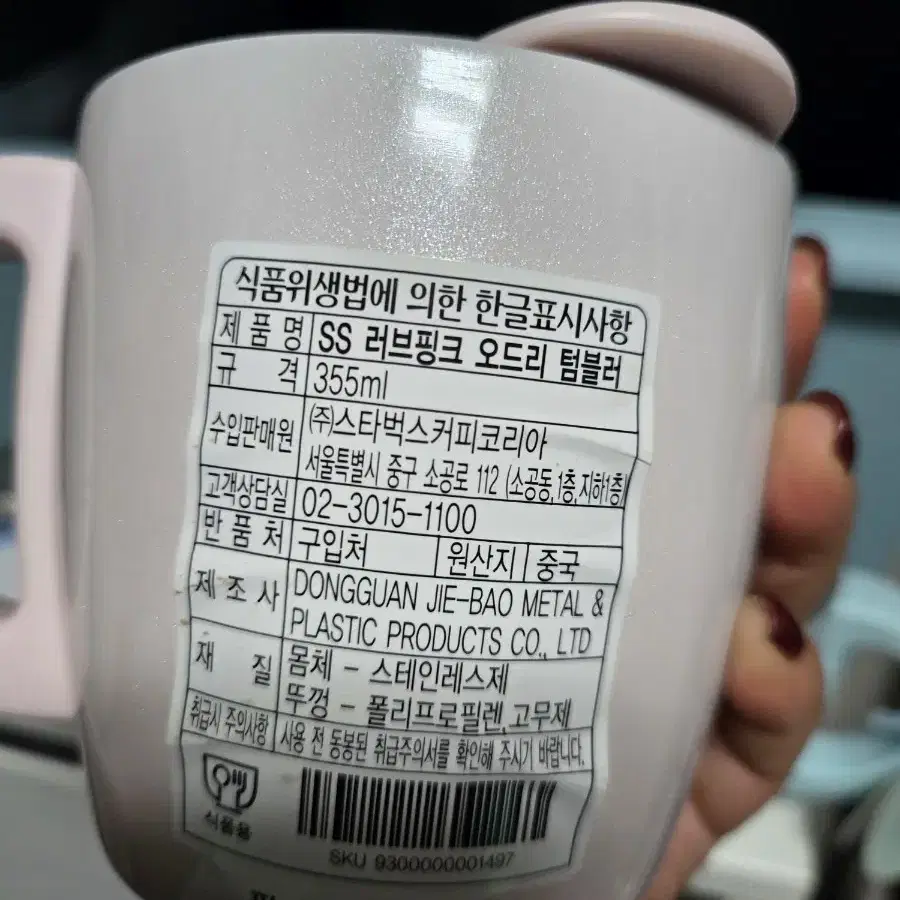 식품위생법에 의한 한글표시사항
제 품 명 SS 러브핑크 오드리 텀블러
규 격 355ml
수입판매원 (주)스타벅스커피코리아
서울특별시 중구 소공로 112 (소공동,1층,지하1층)
고객상담실 02-3015-1100
반 품 처 구입처 원산지 중국
제 조 사 DONGGUAN JIE-BAO METAL &
PLASTIC PRODUCTS CO., LTD
재 질 몸체 - 스테인레스제
뚜껑 - 폴리프로필렌,고무제
취급시 주의사항 사용 전 동봉된 취급주의서를 확인해 주시기 바랍니다.
식품용
SKU 9300000001497